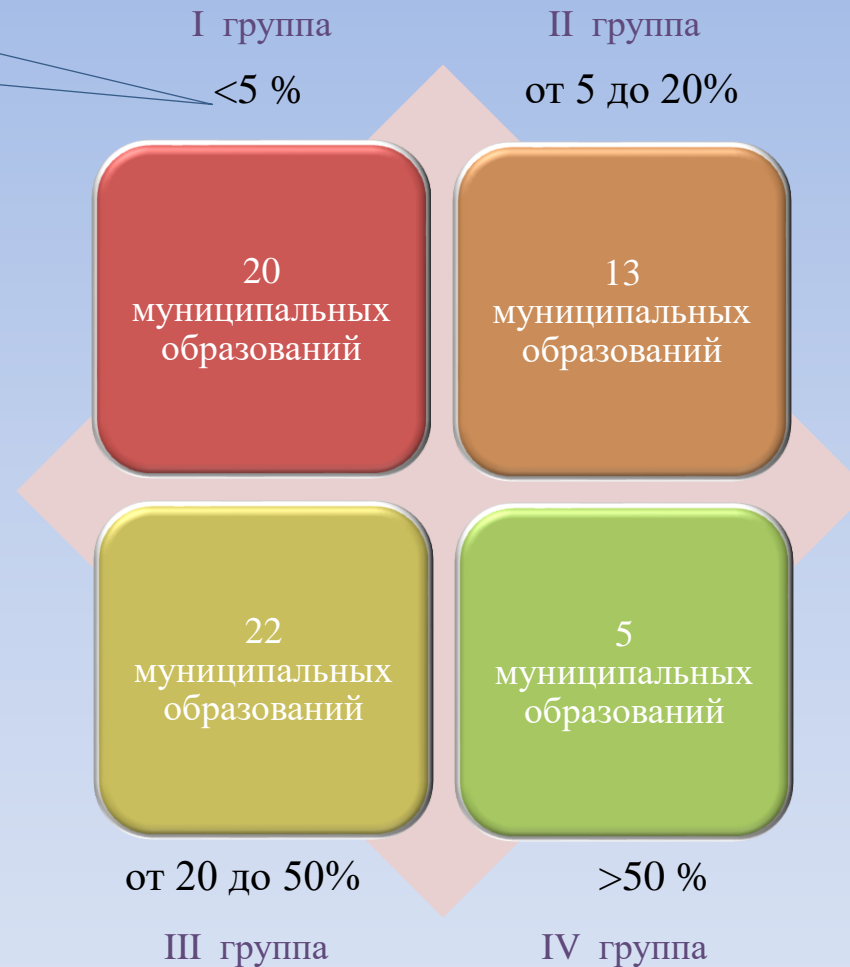 I группа
II группа
<5 %
от 5 до 20%
20
муниципальных
образований
13
муниципальных
образований
22
муниципальных
образований
5
муниципальных
образований
от 20 до 50%
>50 %
III группа
IV группа